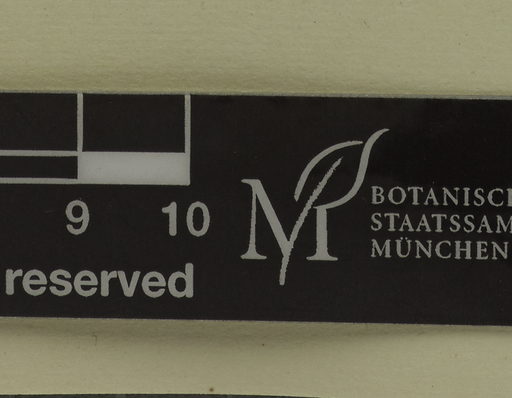 9 10
reserved
M
BOTANISC
STAATSSAM
MÜNCHEN